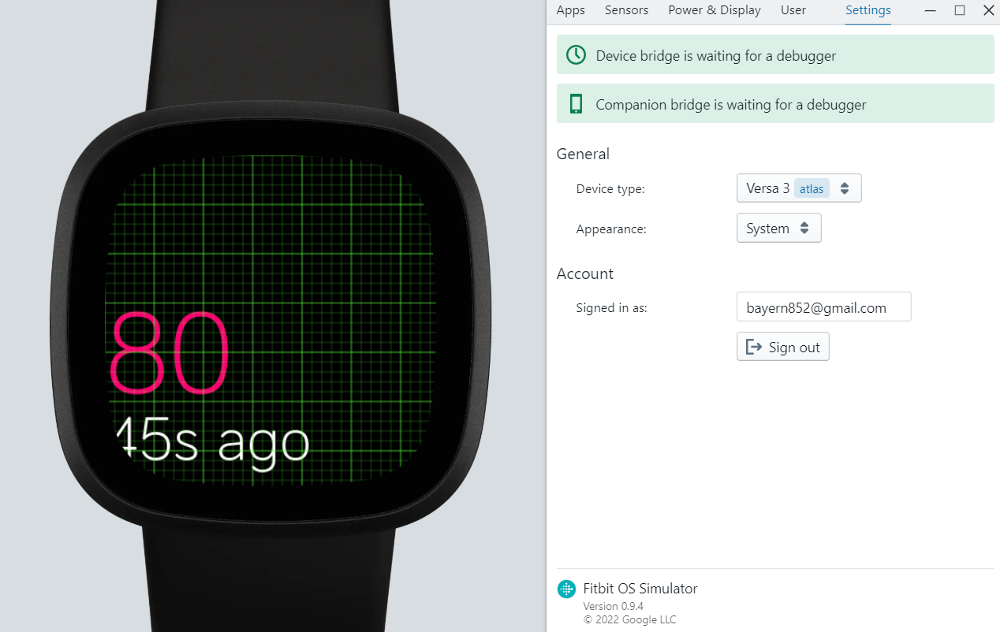 80
45s ago
Apps Sensors Power & Display User Settings
Device bridge is waiting for a debugger
Companion bridge is waiting for a debugger
General
Device type: Versa 3 atlas
Appearance: System
Account
Signed in as: bayern852@gmail.com
Sign out
Fitbit OS Simulator
Version 0.9.4
© 2022 Google LLC